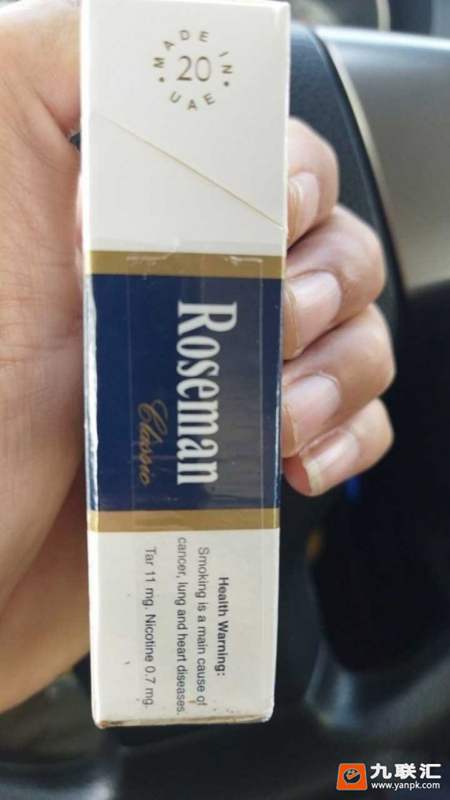 MADE IN
20
UAE
Roseman
Classic
Health Warning:
Smoking is a main cause of
cancer, lung and heart diseases.
Tar 11 mg. Nicotine 0.7 mg.
九联汇
www.yanpk.com